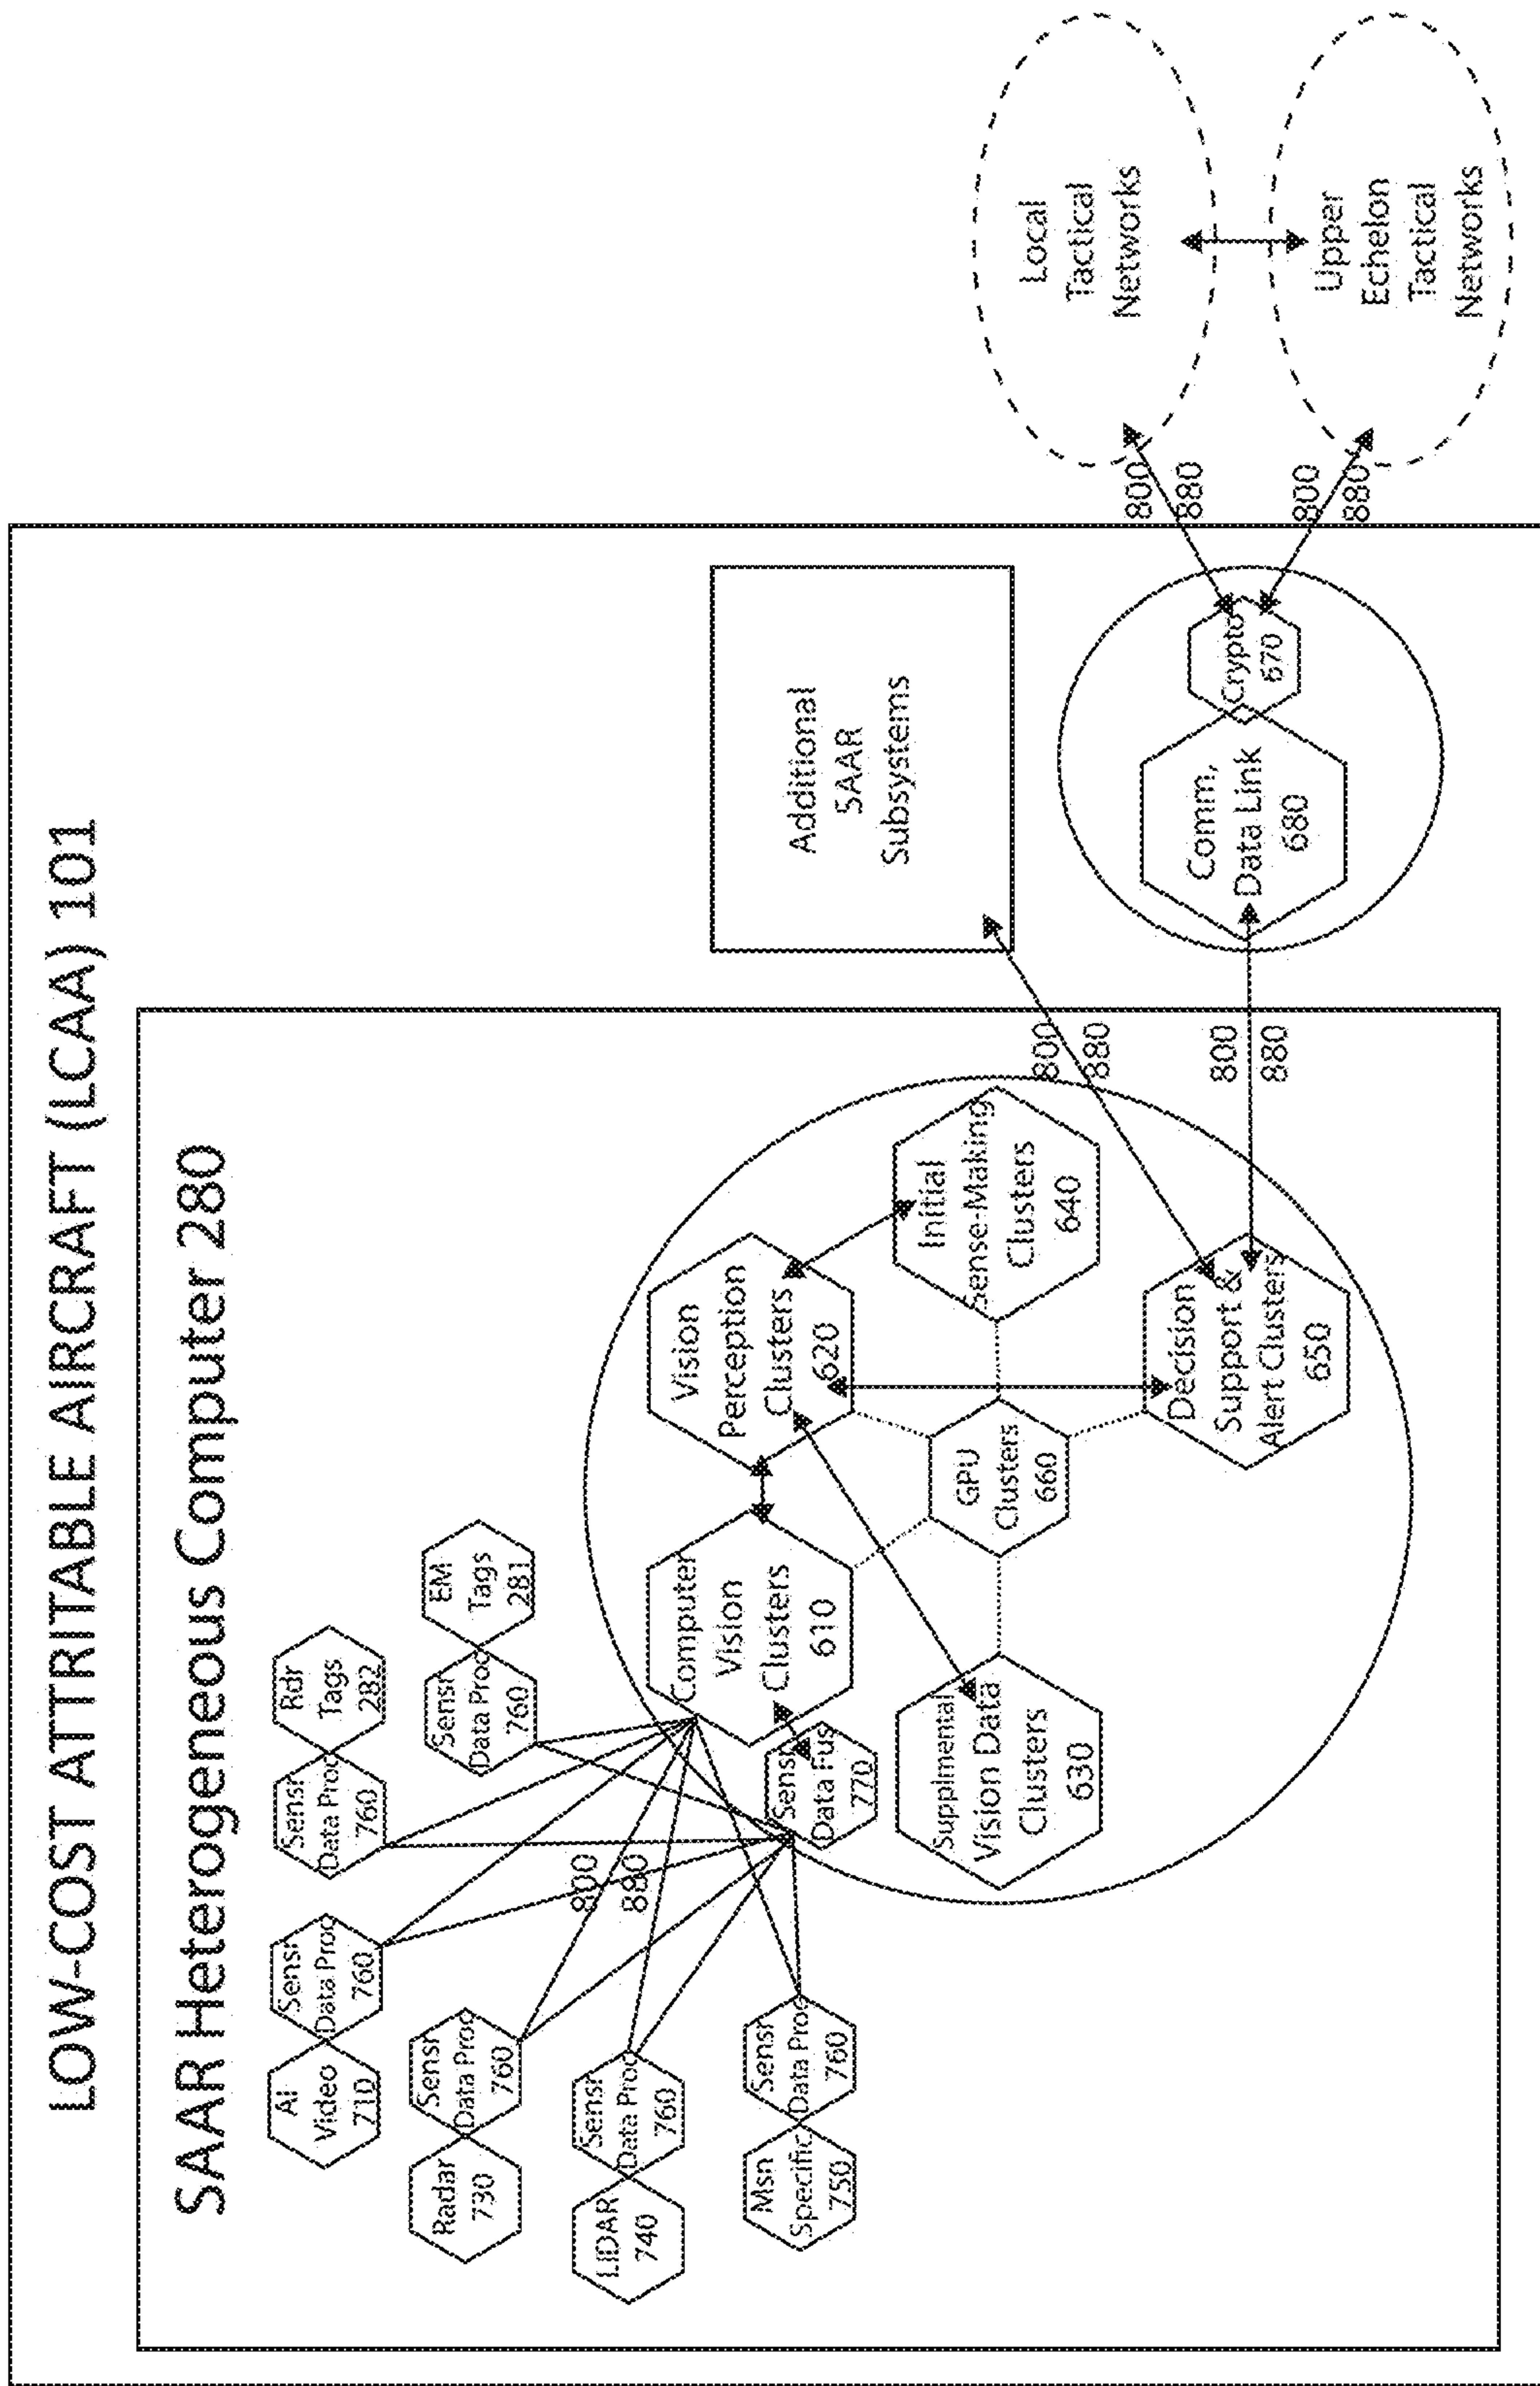 LOW-COST ATTRITABLE AIRCRAFT (LCAA) 101
SAAR Heterogeneous Computer 280
AI
Video
710
Sensr
Data Proc
760
Sensr
Data Proc
760
Rdr
Tags
282
Radar
730
Sensr
Data Proc
760
Sensr
Data Proc
760
EM
Tags
281
LIDAR
740
Sensr
Data Proc
760
800
880
Msn
Specific
750
Sensr
Data Proc
760
Sensr
Data Fus
770
Computer
Vision
Clusters
610
Vision
Perception
Clusters
620
Supplmental
Vision Data
Clusters
630
GPU
Clusters
660
Initial
Sense-Making
Clusters
640
Decision
Support &
Alert Clusters
650
800
880
800
880
Additional
SAAR
Subsystems
Comm,
Data Link
680
Crypto
670
800
880
800
880
Local
Tactical
Networks
Upper
Echelon
Tactical
Networks